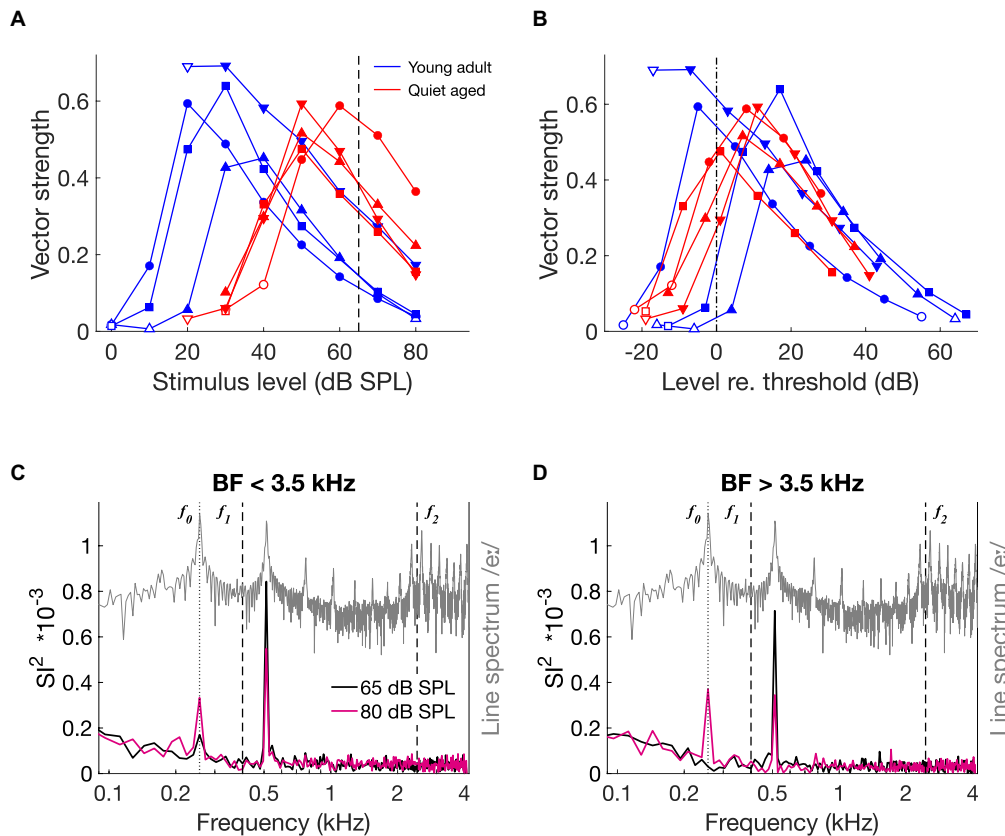 A
B
Young adult
Quiet aged
Vector strength
0.6
0.4
0.2
0
0 20 40 60 80
Stimulus level (dB SPL)
Vector strength
0.6
0.4
0.2
0
-20 0 20 40 60
Level re. threshold (dB)
C
D
BF < 3.5 kHz
f0 f1 f2
SI² *10⁻³
1
0.8
0.6
0.4
0.2
0
65 dB SPL
80 dB SPL
Line spectrum /eː/
0.1 0.2 0.5 1 2 4
Frequency (kHz)
BF > 3.5 kHz
f0 f1 f2
SI² *10⁻³
1
0.8
0.6
0.4
0.2
0
Line spectrum /eː/
0.1 0.2 0.5 1 2 4
Frequency (kHz)